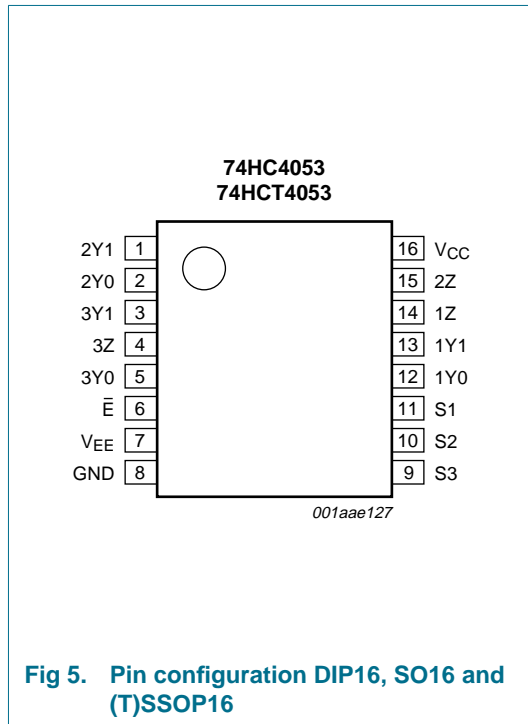 74HC4053
74HCT4053
2Y1 1 16 VCC
2Y0 2 15 2Z
3Y1 3 14 1Z
3Z 4 13 1Y1
3Y0 5 12 1Y0
E̅ 6 11 S1
VEE 7 10 S2
GND 8 9 S3
001aae127
Fig 5. Pin configuration DIP16, SO16 and
(T)SSOP16